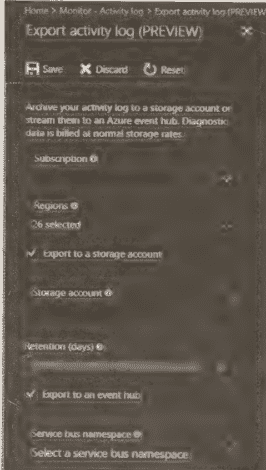 Home > Monitor - Activity log > Export activity log (PREVIEW
Export activity log (PREVIEW)
Save Discard Reset
Archive your activity log to a storage account or
stream them to an Azure event hub. Diagnostic
data is billed at normal storage rates.
Subscription
Regions
26 selected
Export to a storage account
Storage account
Retention (days)
Export to an event hub
Service bus namespace
Select a service bus namespace